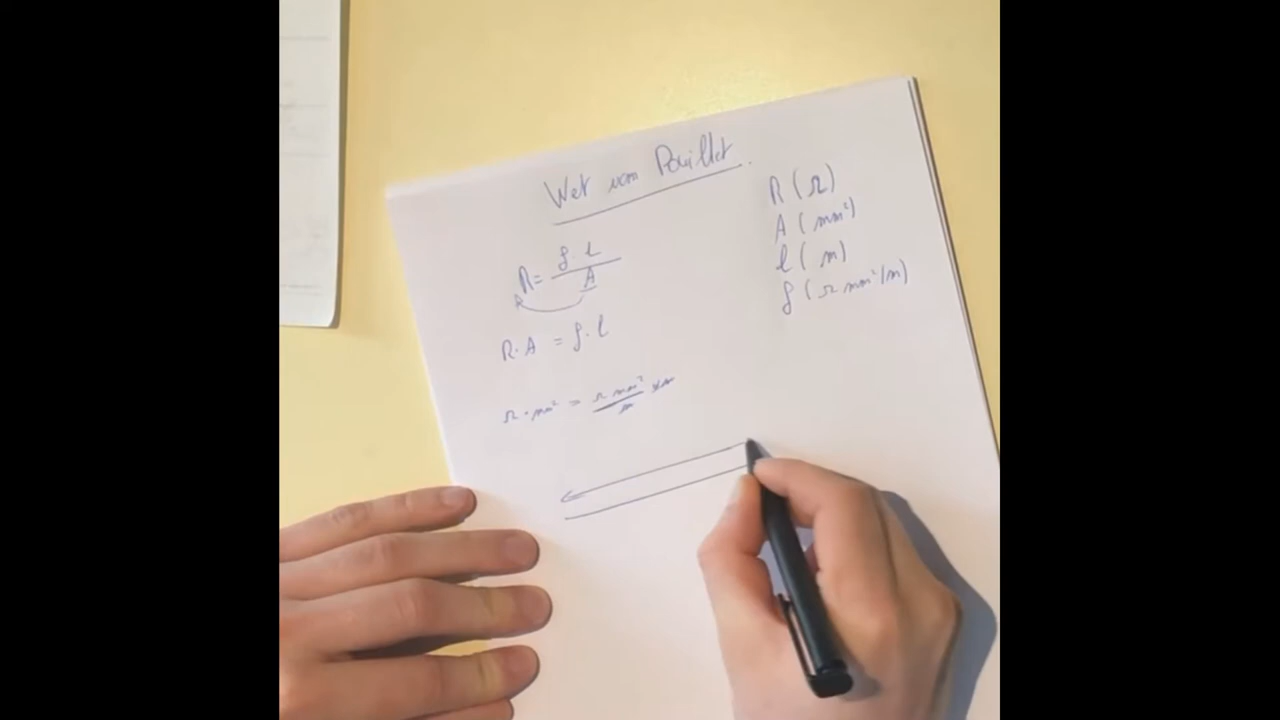 Wet van Pouillet.
R = ρ · l / A
R · A = ρ · l
Ω · mm² = Ω mm² / m × m
R (Ω)
A (mm²)
l (m)
ρ (Ω mm²/m)